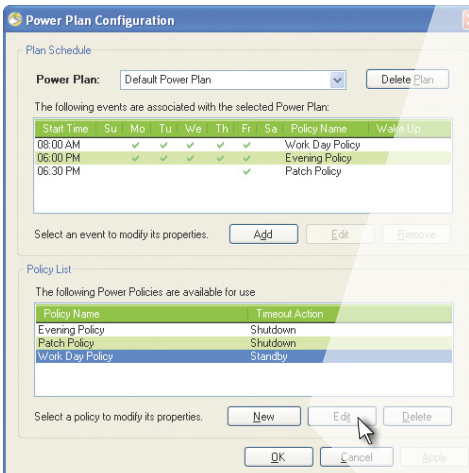 Power Plan Configuration
Plan Schedule
Power Plan: Default Power Plan Delete Plan
The following events are associated with the selected Power Plan:
Start Time Su Mo Tu We Th Fr Sa Policy Name Wake Up
08:00 AM Work Day Policy
06:00 PM Evening Policy
06:30 PM Patch Policy
Select an event to modify its properties. Add Edit Remove
Policy List
The following Power Policies are available for use
Policy Name Timeout Action
Evening Policy Shutdown
Patch Policy Shutdown
Work Day Policy Standby
Select a policy to modify its properties. New Edit Delete
OK Cancel Apply